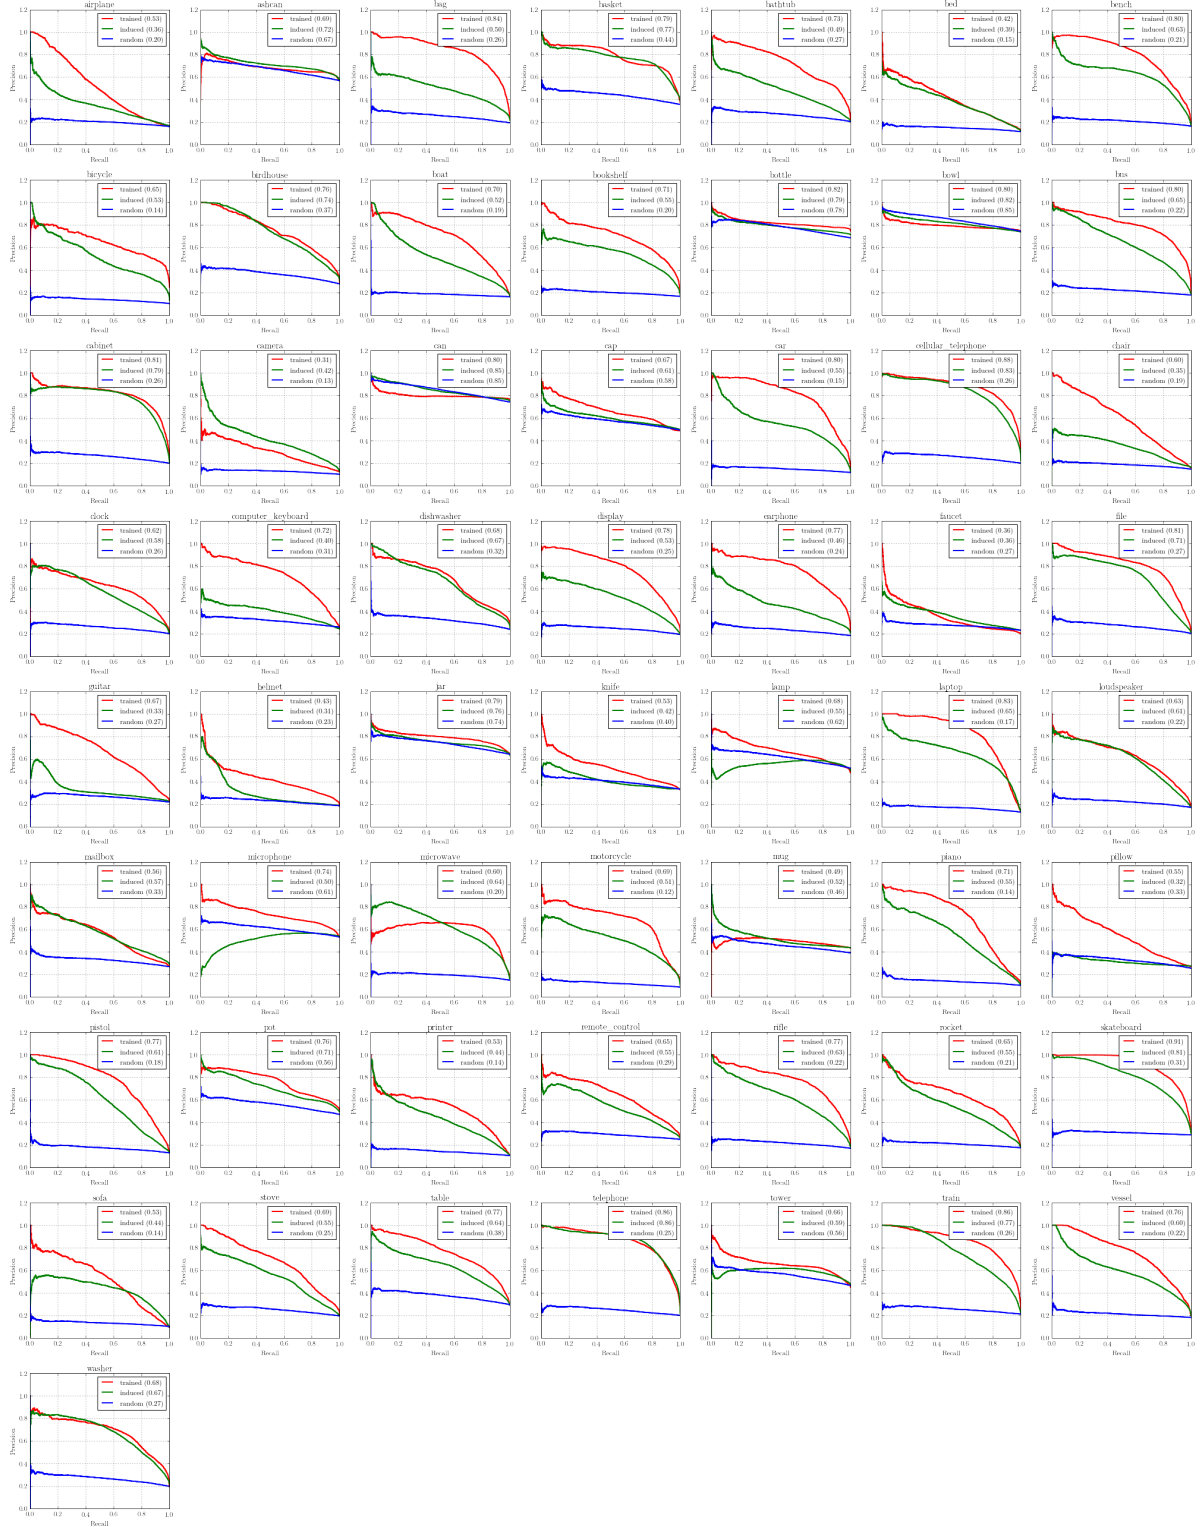 airplane
trained (0.53)
induced (0.36)
random (0.20)
ashcan
trained (0.69)
induced (0.72)
random (0.67)
bag
trained (0.84)
induced (0.50)
random (0.26)
basket
trained (0.79)
induced (0.77)
random (0.44)
bathtub
trained (0.73)
induced (0.49)
random (0.27)
bed
trained (0.42)
induced (0.39)
random (0.15)
bench
trained (0.80)
induced (0.63)
random (0.21)
Precision
Recall
0.0 0.2 0.4 0.6 0.8 1.0
0.0 0.2 0.4 0.6 0.8 1.0 1.2
bicycle
trained (0.65)
induced (0.53)
random (0.14)
birdhouse
trained (0.76)
induced (0.74)
random (0.37)
boat
trained (0.70)
induced (0.52)
random (0.19)
bookshelf
trained (0.71)
induced (0.55)
random (0.20)
bottle
trained (0.82)
induced (0.79)
random (0.78)
bowl
trained (0.80)
induced (0.82)
random (0.85)
bus
trained (0.80)
induced (0.65)
random (0.22)
cabinet
trained (0.81)
induced (0.79)
random (0.26)
camera
trained (0.31)
induced (0.42)
random (0.13)
can
trained (0.80)
induced (0.85)
random (0.85)
cap
trained (0.67)
induced (0.61)
random (0.58)
car
trained (0.80)
induced (0.55)
random (0.15)
cellular_telephone
trained (0.88)
induced (0.83)
random (0.26)
chair
trained (0.60)
induced (0.35)
random (0.19)
clock
trained (0.62)
induced (0.58)
random (0.26)
computer_keyboard
trained (0.72)
induced (0.40)
random (0.31)
dishwasher
trained (0.68)
induced (0.67)
random (0.32)
display
trained (0.78)
induced (0.53)
random (0.25)
earphone
trained (0.77)
induced (0.46)
random (0.24)
faucet
trained (0.36)
induced (0.36)
random (0.27)
file
trained (0.81)
induced (0.71)
random (0.27)
guitar
trained (0.67)
induced (0.33)
random (0.27)
helmet
trained (0.43)
induced (0.31)
random (0.23)
jar
trained (0.79)
induced (0.76)
random (0.74)
knife
trained (0.53)
induced (0.42)
random (0.40)
lamp
trained (0.68)
induced (0.55)
random (0.62)
laptop
trained (0.83)
induced (0.65)
random (0.17)
loudspeaker
trained (0.63)
induced (0.61)
random (0.22)
mailbox
trained (0.56)
induced (0.57)
random (0.33)
microphone
trained (0.74)
induced (0.50)
random (0.61)
microwave
trained (0.60)
induced (0.64)
random (0.20)
motorcycle
trained (0.69)
induced (0.51)
random (0.12)
mug
trained (0.49)
induced (0.52)
random (0.46)
piano
trained (0.71)
induced (0.55)
random (0.14)
pillow
trained (0.55)
induced (0.32)
random (0.33)
pistol
trained (0.77)
induced (0.61)
random (0.18)
pot
trained (0.76)
induced (0.71)
random (0.56)
printer
trained (0.53)
induced (0.44)
random (0.14)
remote_control
trained (0.65)
induced (0.55)
random (0.29)
rifle
trained (0.77)
induced (0.63)
random (0.22)
rocket
trained (0.65)
induced (0.55)
random (0.21)
skateboard
trained (0.91)
induced (0.81)
random (0.31)
sofa
trained (0.53)
induced (0.44)
random (0.14)
stove
trained (0.69)
induced (0.55)
random (0.25)
table
trained (0.77)
induced (0.64)
random (0.38)
telephone
trained (0.86)
induced (0.86)
random (0.25)
tower
trained (0.66)
induced (0.59)
random (0.56)
train
trained (0.86)
induced (0.77)
random (0.26)
vessel
trained (0.76)
induced (0.60)
random (0.22)
washer
trained (0.68)
induced (0.67)
random (0.27)
Precision
Recall